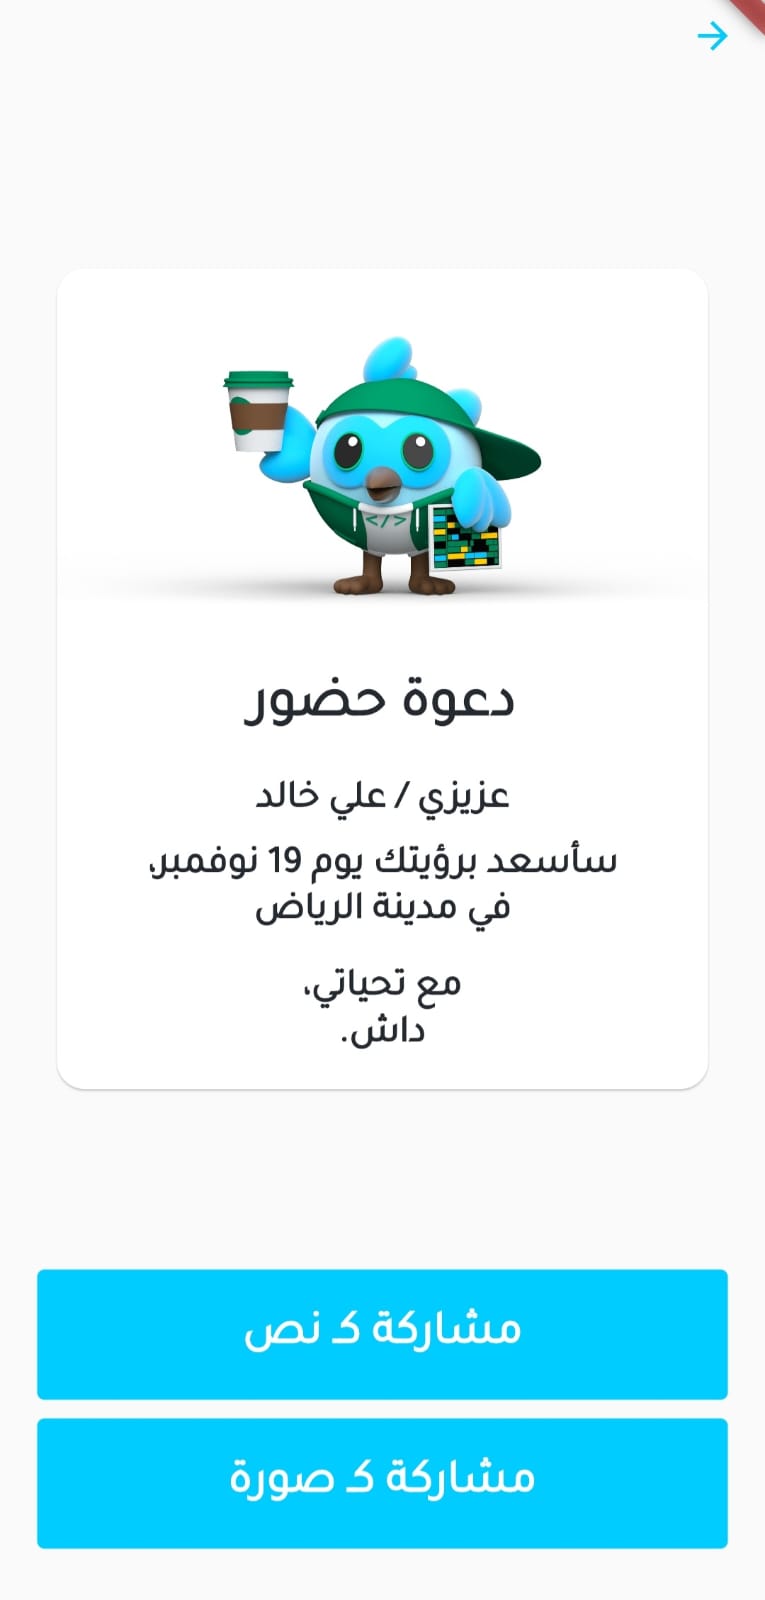 </>
دعوة حضور
عزيزي / علي خالد
سأسعد برؤيتك يوم 19 نوفمبر،
في مدينة الرياض
مع تحياتي،
داش.
مشاركة كـ نص
مشاركة كـ صورة